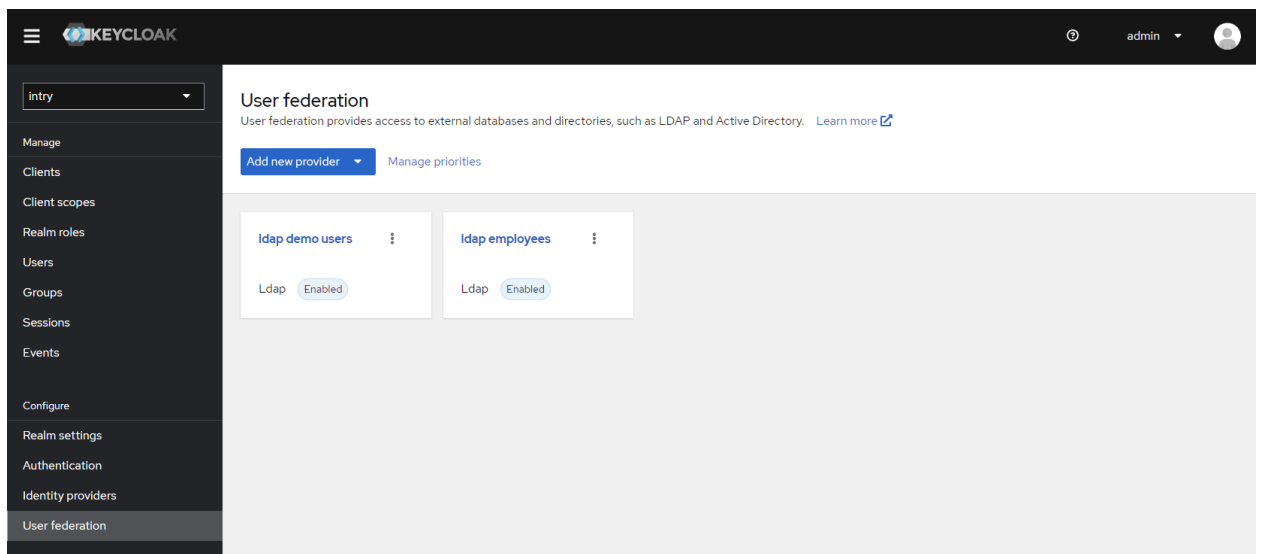 KEYCLOAK
admin
intry
Manage
Clients
Client scopes
Realm roles
Users
Groups
Sessions
Events
Configure
Realm settings
Authentication
Identity providers
User federation
User federation
User federation provides access to external databases and directories, such as LDAP and Active Directory. Learn more
Add new provider Manage priorities
ldap demo users ldap employees
Ldap Enabled Ldap Enabled